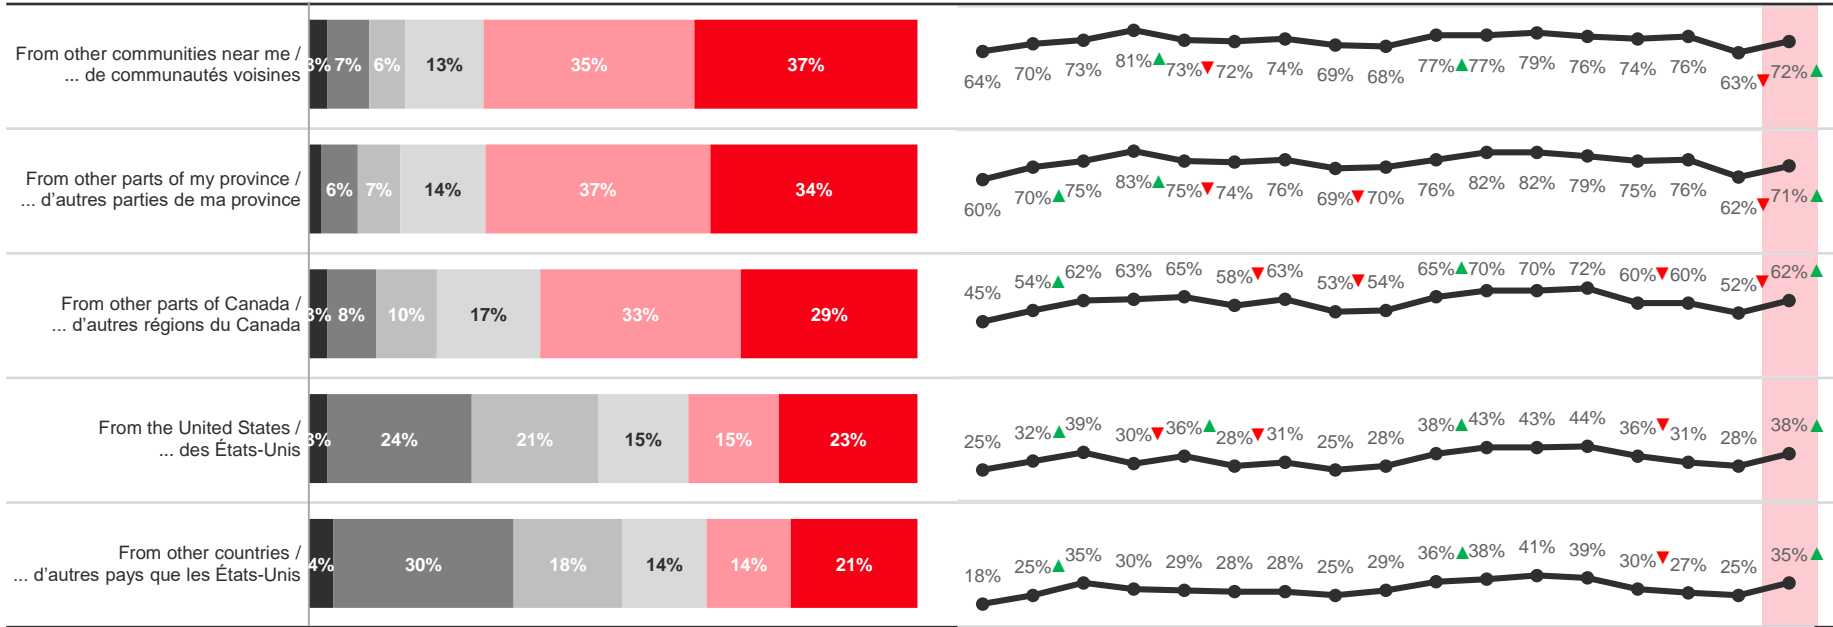 From other communities near me /
... de communautés voisines
3% 7% 6% 13% 35% 37%
64% 70% 73% 81% 73% 72% 74% 69% 68% 77% 77% 79% 76% 74% 76% 63% 72%
From other parts of my province /
... d'autres parties de ma province
6% 7% 14% 37% 34%
60% 70% 75% 83% 75% 74% 76% 69% 70% 76% 82% 82% 79% 75% 76% 62% 71%
From other parts of Canada /
... d'autres régions du Canada
3% 8% 10% 17% 33% 29%
45% 54% 62% 63% 65% 58% 63% 53% 54% 65% 70% 70% 72% 60% 60% 52% 62%
From the United States /
... des États-Unis
3% 24% 21% 15% 15% 23%
25% 32% 39% 30% 36% 28% 31% 25% 28% 38% 43% 43% 44% 36% 31% 28% 38%
From other countries /
... d'autres pays que les États-Unis
4% 30% 18% 14% 14% 21%
18% 25% 35% 30% 29% 28% 28% 25% 29% 36% 38% 41% 39% 30% 27% 25% 35%